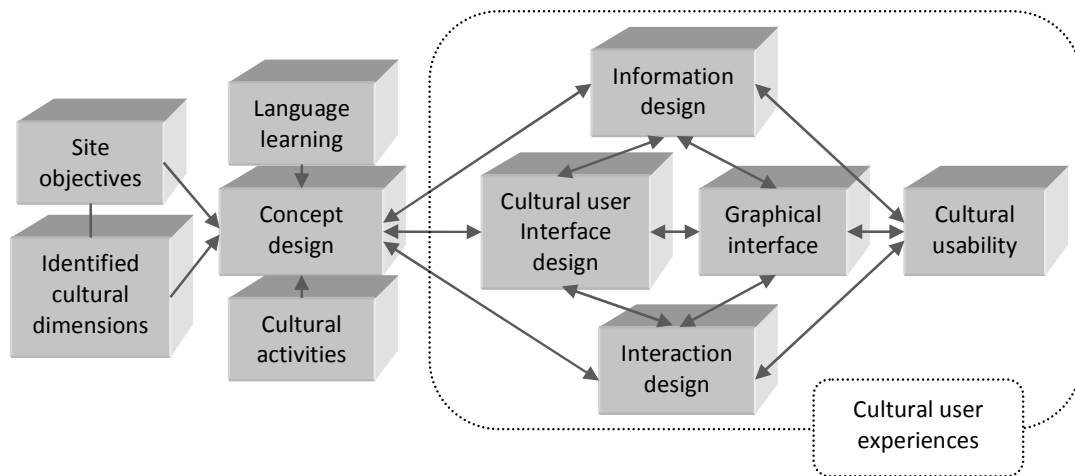 Site
objectives
Identified
cultural
dimensions
Language
learning
Concept
design
Cultural
activities
Information
design
Cultural user
Interface
design
Graphical
interface
Interaction
design
Cultural
usability
Cultural user
experiences